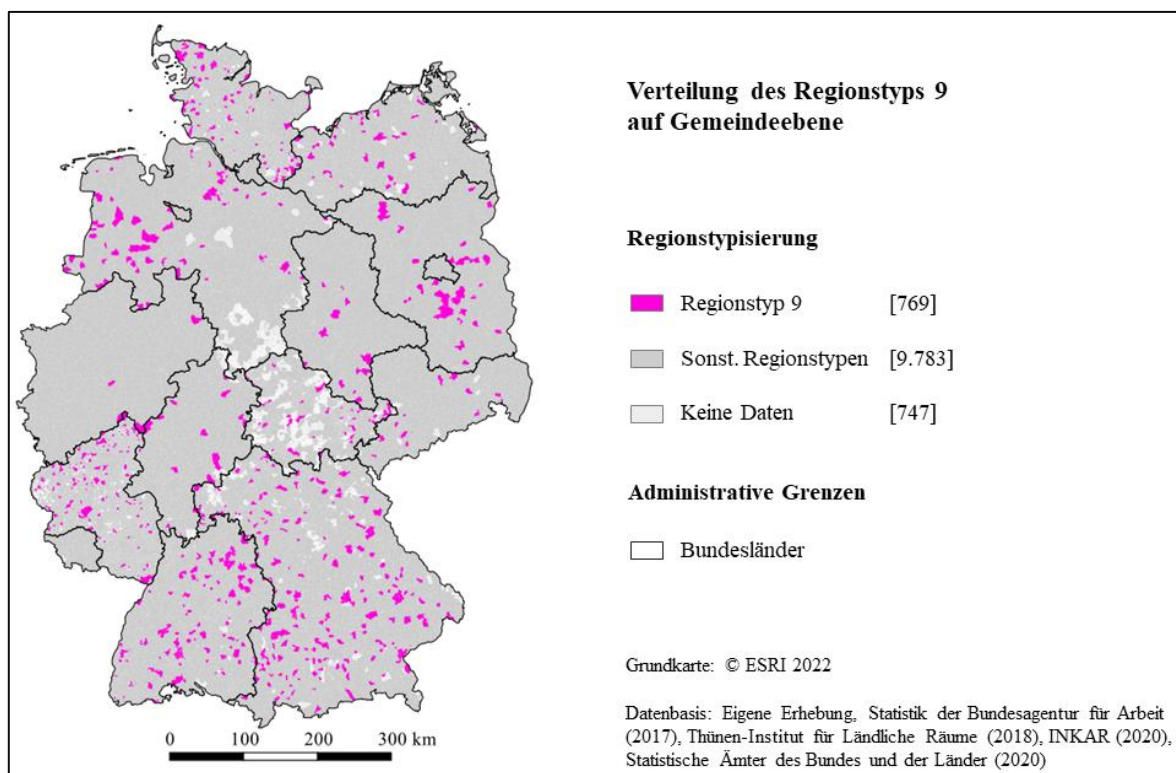 Verteilung des Regionstyps 9
auf Gemeindeebene
Regionstypisierung
Regionstyp 9 [769]
Sonst. Regionstypen [9.783]
Keine Daten [747]
Administrative Grenzen
Bundesländer
Grundkarte: © ESRI 2022
Datenbasis: Eigene Erhebung, Statistik der Bundesagentur für Arbeit
(2017), Thünen-Institut für Ländliche Räume (2018), INKAR (2020),
Statistische Ämter des Bundes und der Länder (2020)
0 100 200 300 km